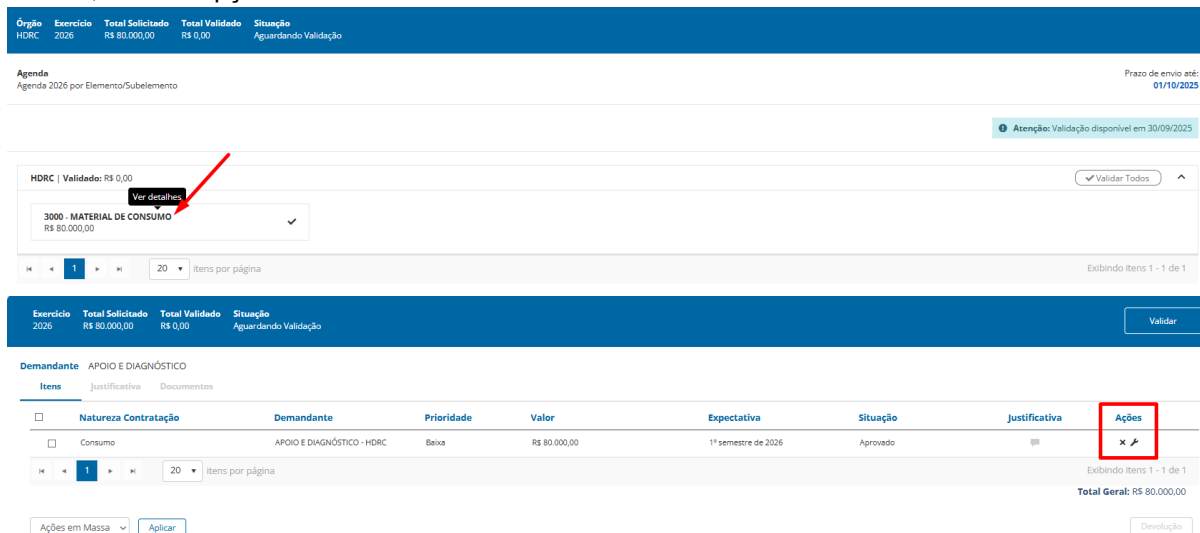 Órgão Exercício Total Solicitado Total Validado Situação
HDRC 2026 R$ 80.000,00 R$ 0,00 Aguardando Validação
Agenda
Agenda 2026 por Elemento/Subelemento
Prazo de envio até:
01/10/2025
Atenção: Validação disponível em 30/09/2025
HDRC | Validado: R$ 0,00
Validar Todos
Ver detalhes
3000 - MATERIAL DE CONSUMO
R$ 80.000,00
1 20 itens por página Exibindo itens 1 - 1 de 1
Exercício Total Solicitado Total Validado Situação
2026 R$ 80.000,00 R$ 0,00 Aguardando Validação
Validar
Demandante APOIO E DIAGNÓSTICO
Itens Justificativa Documentos
Natureza Contratação Demandante Prioridade Valor Expectativa Situação Justificativa Ações
Consumo APOIO E DIAGNÓSTICO - HDRC Baixa R$ 80.000,00 1º semestre de 2026 Aprovado
1 20 itens por página Exibindo itens 1 - 1 de 1
Total Geral: R$ 80.000,00
Ações em Massa Aplicar Devolução